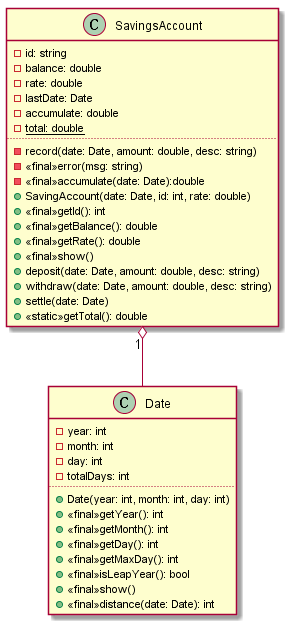 C SavingsAccount
id: string
balance: double
rate: double
lastDate: Date
accumulate: double
total: double
record(date: Date, amount: double, desc: string)
«final»error(msg: string)
«final»accumulate(date: Date):double
SavingAccount(date: Date, id: int, rate: double)
«final»getId(): int
«final»getBalance(): double
«final»getRate(): double
«final»show()
deposit(date: Date, amount: double, desc: string)
withdraw(date: Date, amount: double, desc: string)
settle(date: Date)
«static»getTotal(): double
1
C Date
year: int
month: int
day: int
totalDays: int
Date(year: int, month: int, day: int)
«final»getYear(): int
«final»getMonth(): int
«final»getDay(): int
«final»getMaxDay(): int
«final»isLeapYear(): bool
«final»show()
«final»distance(date: Date): int